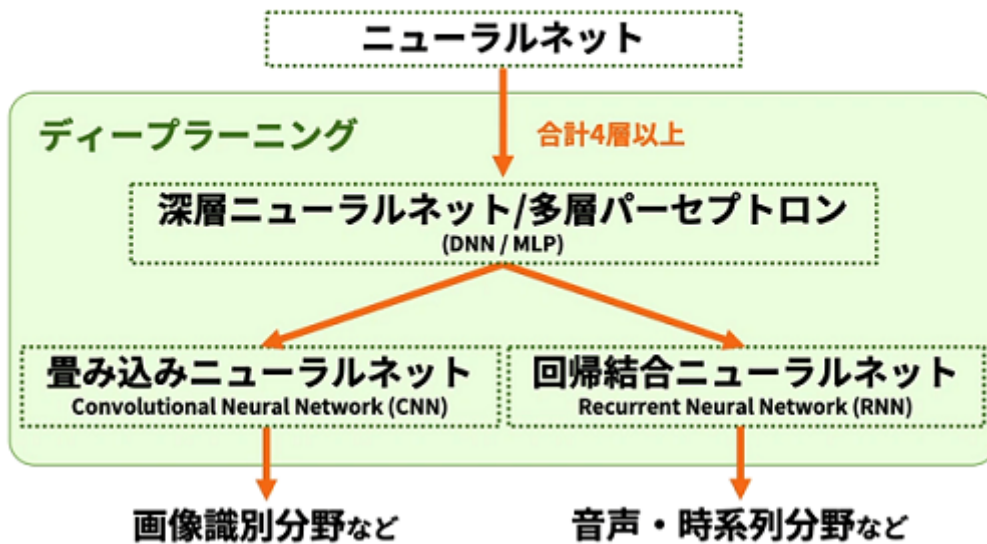 ニューラルネット
ディープラーニング
合計4層以上
深層ニューラルネット/多層パーセプトロン
(DNN / MLP)
畳み込みニューラルネット
Convolutional Neural Network (CNN)
回帰結合ニューラルネット
Recurrent Neural Network (RNN)
画像識別分野など
音声・時系列分野など